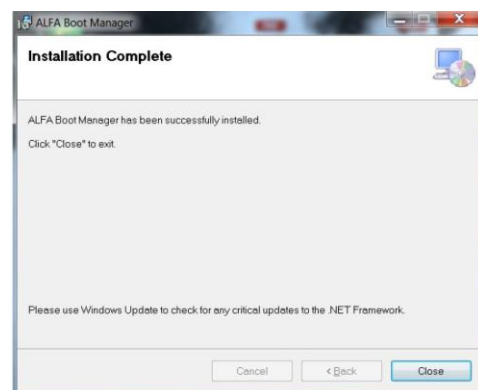 ALFA Boot Manager
Installation Complete
ALFA Boot Manager has been successfully installed.
Click "Close" to exit.
Please use Windows Update to check for any critical updates to the .NET Framework.
Cancel
< Back
Close